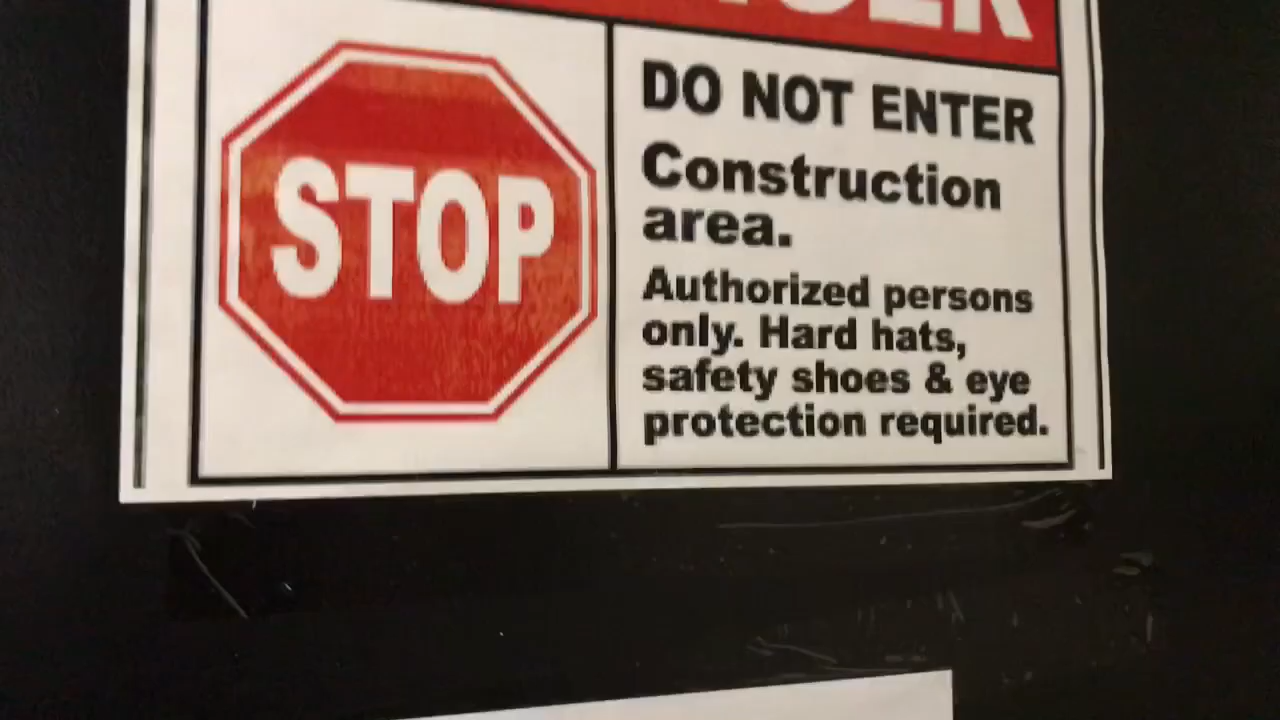 STOP
DO NOT ENTER
Construction
area.
Authorized persons
only. Hard hats,
safety shoes & eye
protection required.